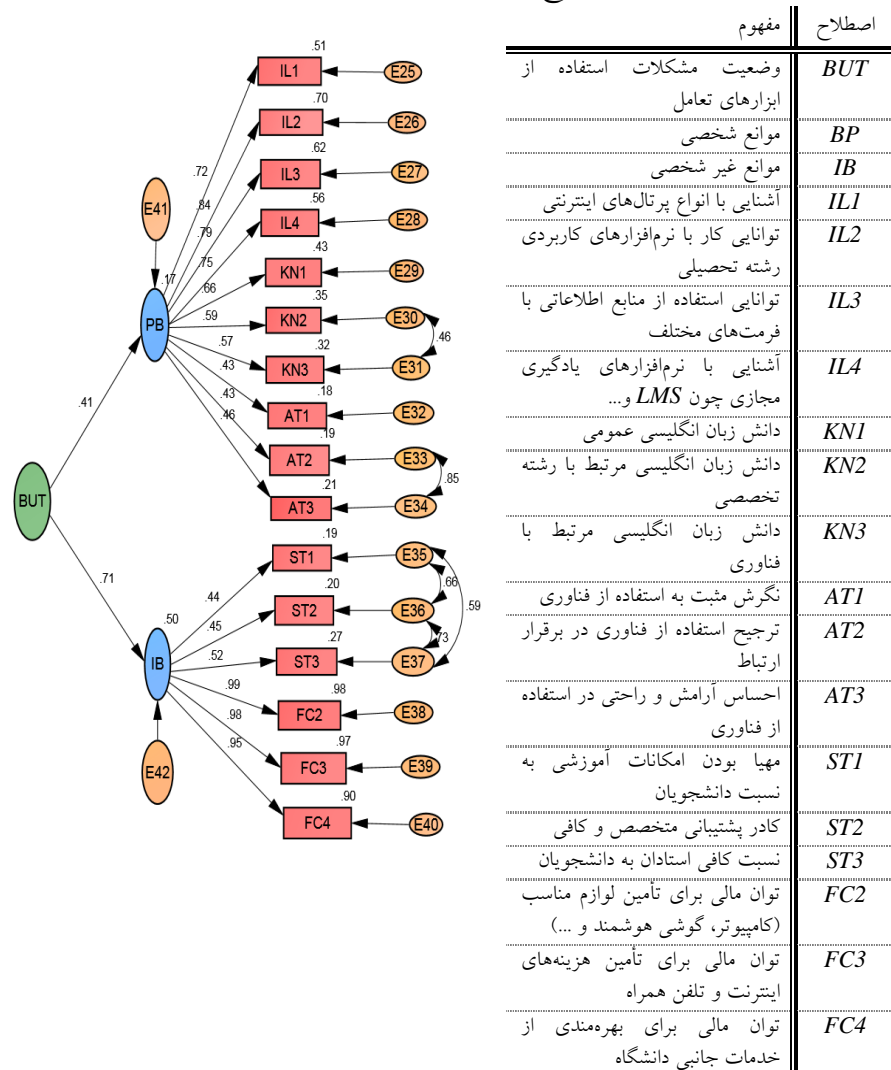 اصطلاح مفهوم
BUT وضعیت مشکلات استفاده از
ابزارهای تعامل
BP موانع شخصی
IB موانع غیر شخصی
IL1 آشنایی با انواع پرتال‌های اینترنتی
IL2 توانایی کار با نرم‌افزارهای کاربردی
رشته تحصیلی
IL3 توانایی استفاده از منابع اطلاعاتی با
فرمت‌های مختلف
IL4 آشنایی با نرم‌افزارهای یادگیری
مجازی چون LMS و...
KN1 دانش زبان انگلیسی عمومی
KN2 دانش زبان انگلیسی مرتبط با رشته
تخصصی
KN3 دانش زبان انگلیسی مرتبط با
فناوری
AT1 نگرش مثبت به استفاده از فناوری
AT2 ترجیح استفاده از فناوری در برقرار
ارتباط
AT3 احساس آرامش و راحتی در استفاده
از فناوری
ST1 مهیا بودن امکانات آموزشی به
نسبت دانشجویان
ST2 کادر پشتیبانی متخصص و کافی
ST3 نسبت کافی استادان به دانشجویان
FC2 توان مالی برای تأمین لوازم مناسب
(کامپیوتر، گوشی هوشمند و ...)
FC3 توان مالی برای تأمین هزینه‌های
اینترنت و تلفن همراه
FC4 توان مالی برای بهره‌مندی از
خدمات جانبی دانشگاه
.51
IL1 E25
.70
IL2 E26
.62
.72 IL3 E27
.56
E41 .84
IL4 E28
.79
.43
.75
KN1 E29
.17 .66
.35
PB .59 KN2 E30
.46
.57 .32
KN3 E31
.43
.18
.43
.41 AT1 E32
.46
.19
AT2 E33
.85
.21
BUT AT3 E34
.19
ST1 E35
.71 .66
.44 .20 .59
ST2 E36
.50 .45
.27 .73
IB .52 ST3 E37
.99 .98
FC2 E38
.98
.97
.95
E42 FC3 E39
.90
FC4 E40